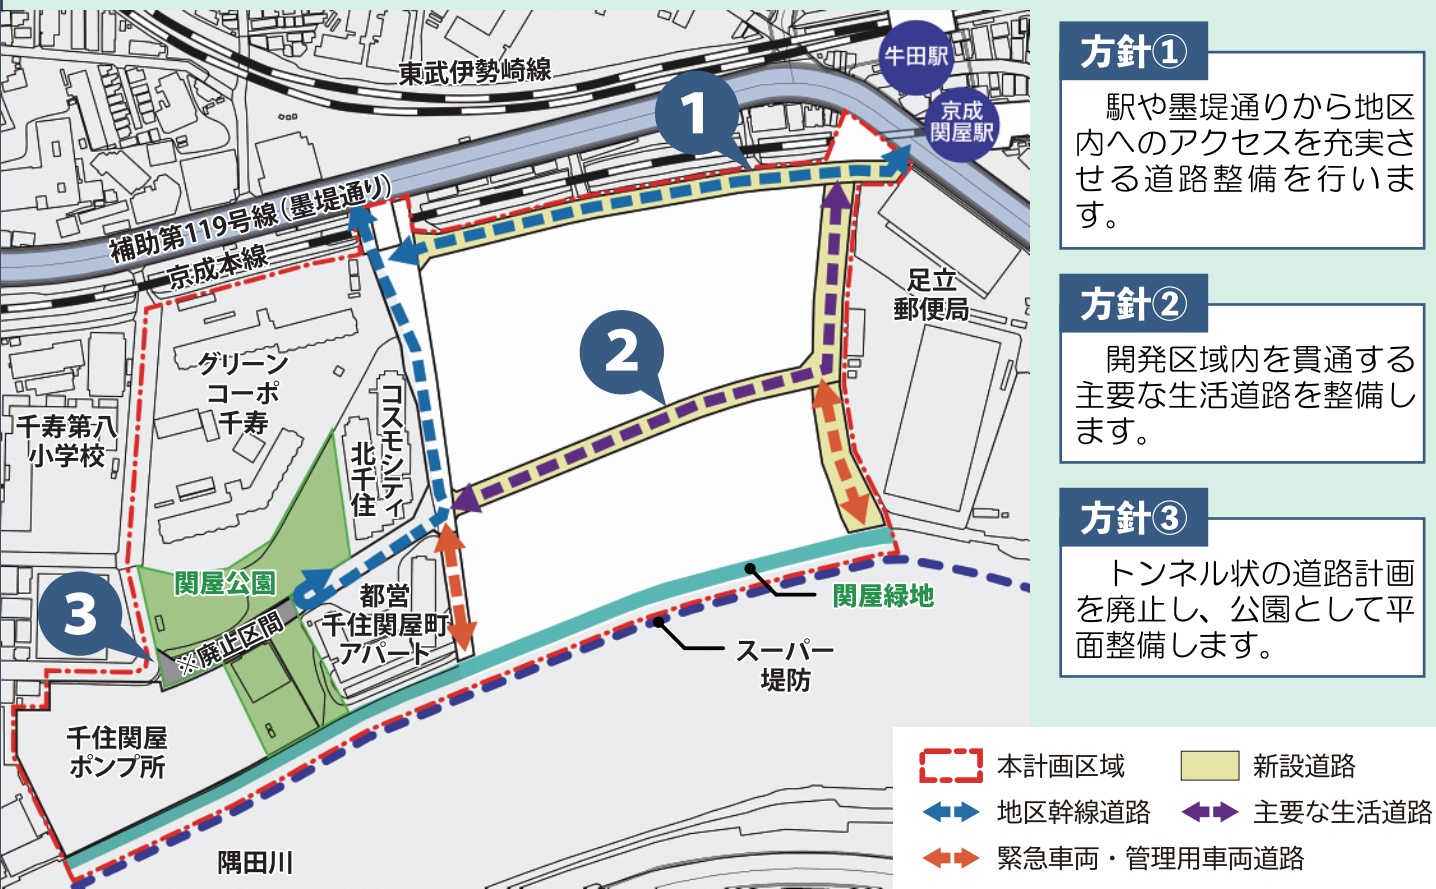 東武伊勢崎線
牛田駅
京成
関屋駅
1
補助第119号線(墨堤通り)
京成本線
足立
郵便局
2
グリーン
コーポ
千寿
コスモシティ
北千住
千寿第八
小学校
関屋公園
3
※廃止区間
都営
千住関屋町
アパート
関屋緑地
スーパー
堤防
千住関屋
ポンプ所
隅田川
方針①
駅や墨堤通りから地区
内へのアクセスを充実さ
せる道路整備を行いま
す。
方針②
開発区域内を貫通する
主要な生活道路を整備し
ます。
方針③
トンネル状の道路計画
を廃止し、公園として平
面整備します。
本計画区域
新設道路
地区幹線道路
主要な生活道路
緊急車両・管理用車両道路